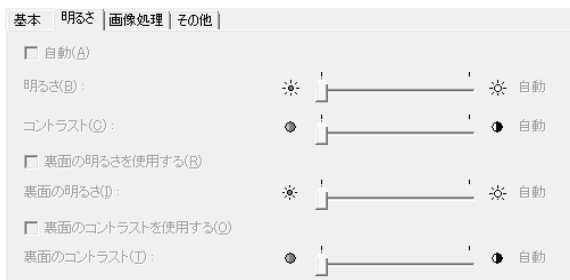 基本 明るさ 画像処理 その他
自動(A)
明るさ(B) : 自動
コントラスト(C) : 自動
裏面の明るさを使用する(R)
裏面の明るさ(I) : 自動
裏面のコントラストを使用する(O)
裏面のコントラスト(T) : 自動